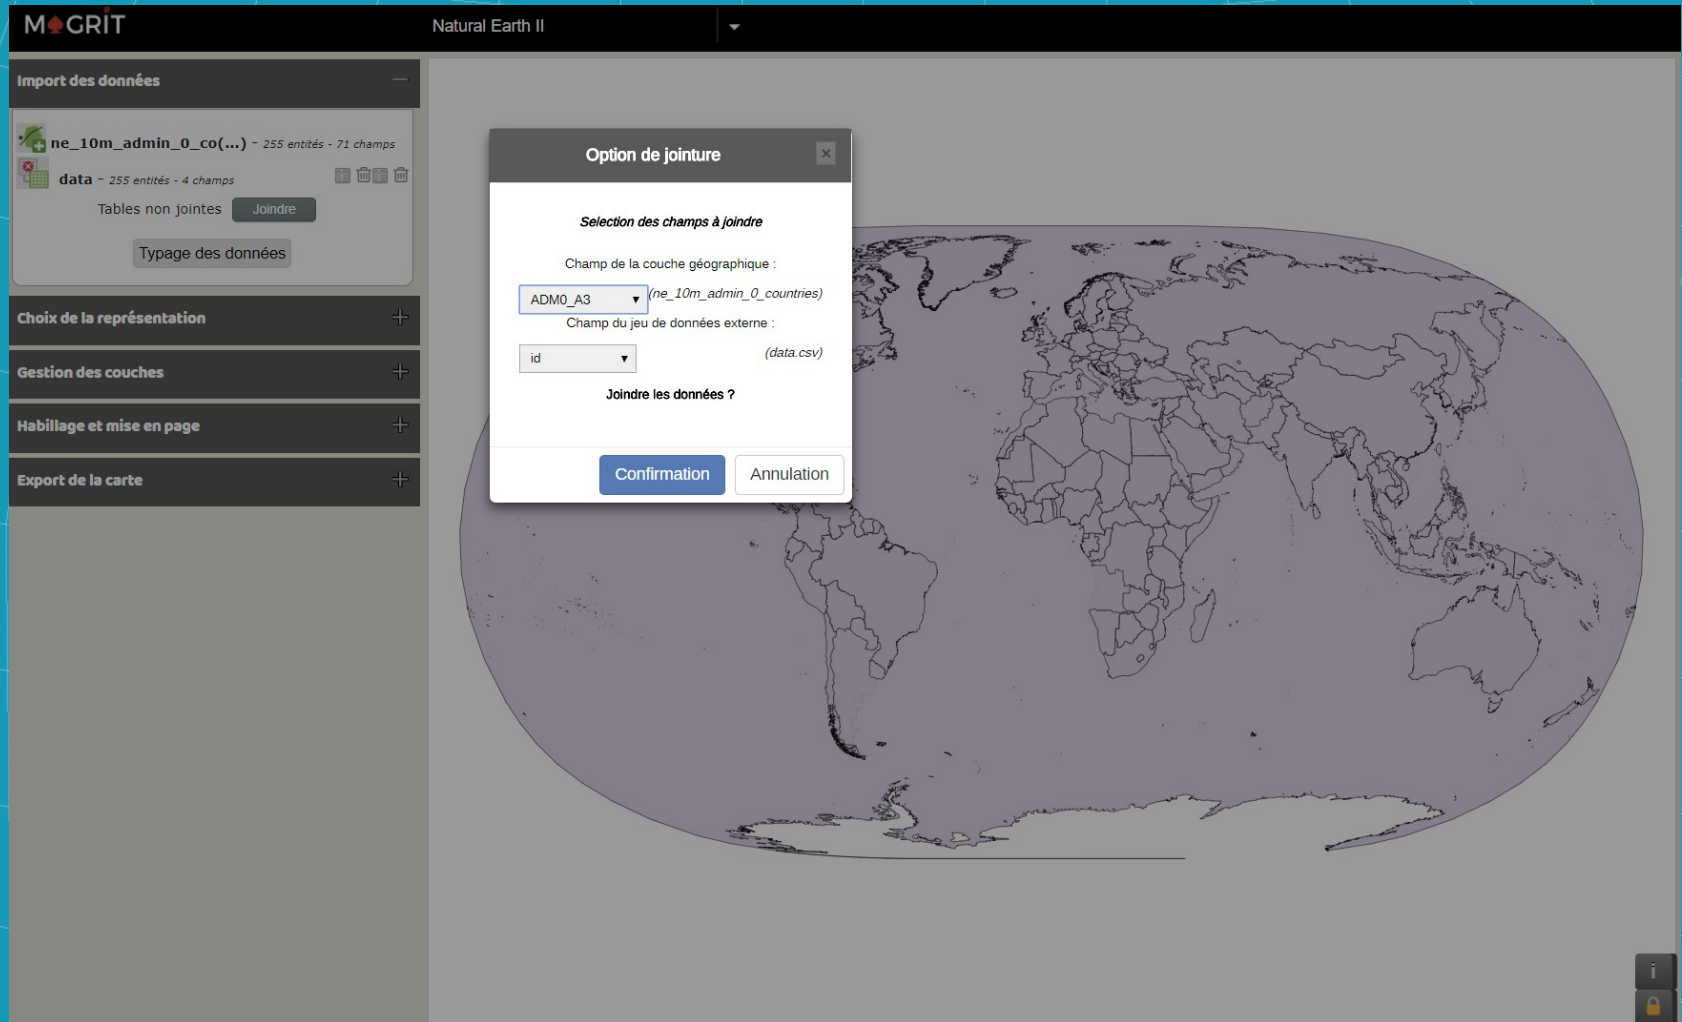 MAGRIT
Natural Earth II
Import des données
ne_10m_admin_0_co(...) - 255 entités - 71 champs
data - 255 entités - 4 champs
Tables non jointes Joindre
Typage des données
Choix de la représentation
Gestion des couches
Habillage et mise en page
Export de la carte
Option de jointure
Selection des champs à joindre
Champ de la couche géographique :
ADM0_A3 (ne_10m_admin_0_countries)
Champ du jeu de données externe :
id (data.csv)
Joindre les données ?
Confirmation Annulation
i